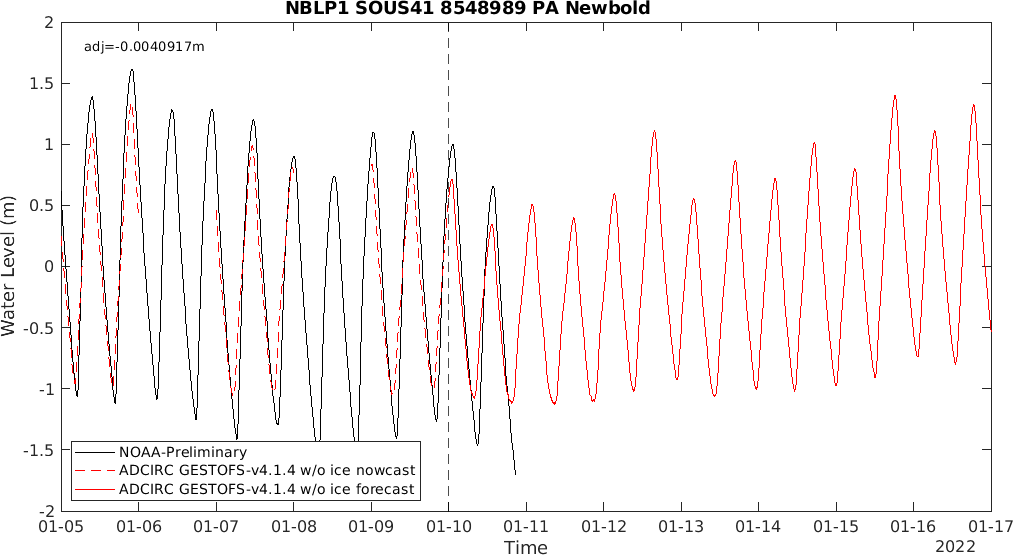 NBLP1 SOUS41 8548989 PA Newbold
adj=-0.0040917m
2
1.5
1
0.5
0
-0.5
-1
-1.5
-2
Water Level (m)
NOAA-Preliminary
ADCIRC GESTOFS-v4.1.4 w/o ice nowcast
ADCIRC GESTOFS-v4.1.4 w/o ice forecast
01-05 01-06 01-07 01-08 01-09 01-10 01-11 01-12 01-13 01-14 01-15 01-16 01-17
Time
2022